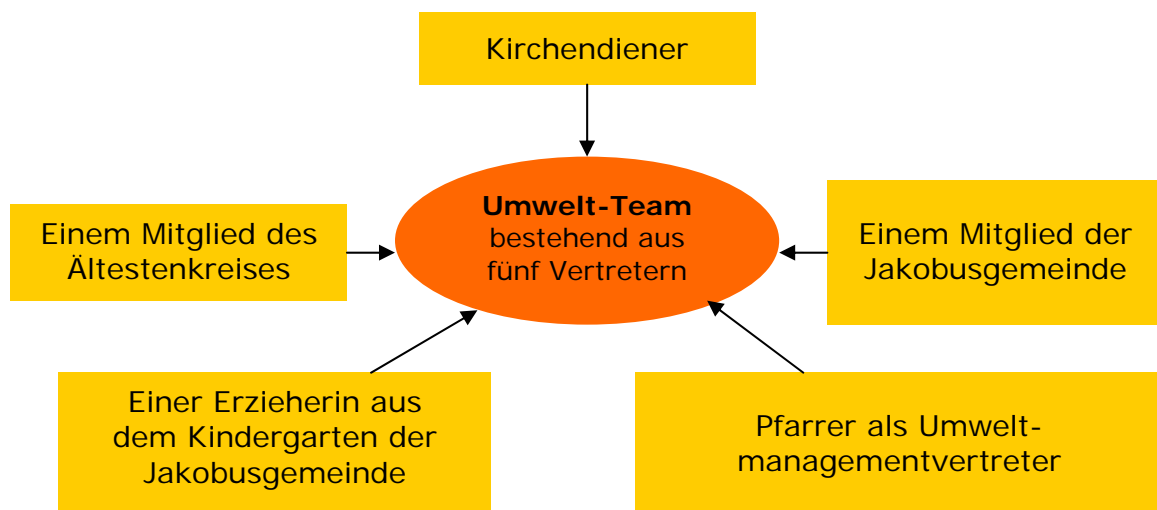 Kirchendiener
Umwelt-Team
bestehend aus
fünf Vertretern
Einem Mitglied des
Ältestenkreises
Einem Mitglied der
Jakobusgemeinde
Einer Erzieherin aus
dem Kindergarten der
Jakobusgemeinde
Pfarrer als Umwelt-
managementvertreter